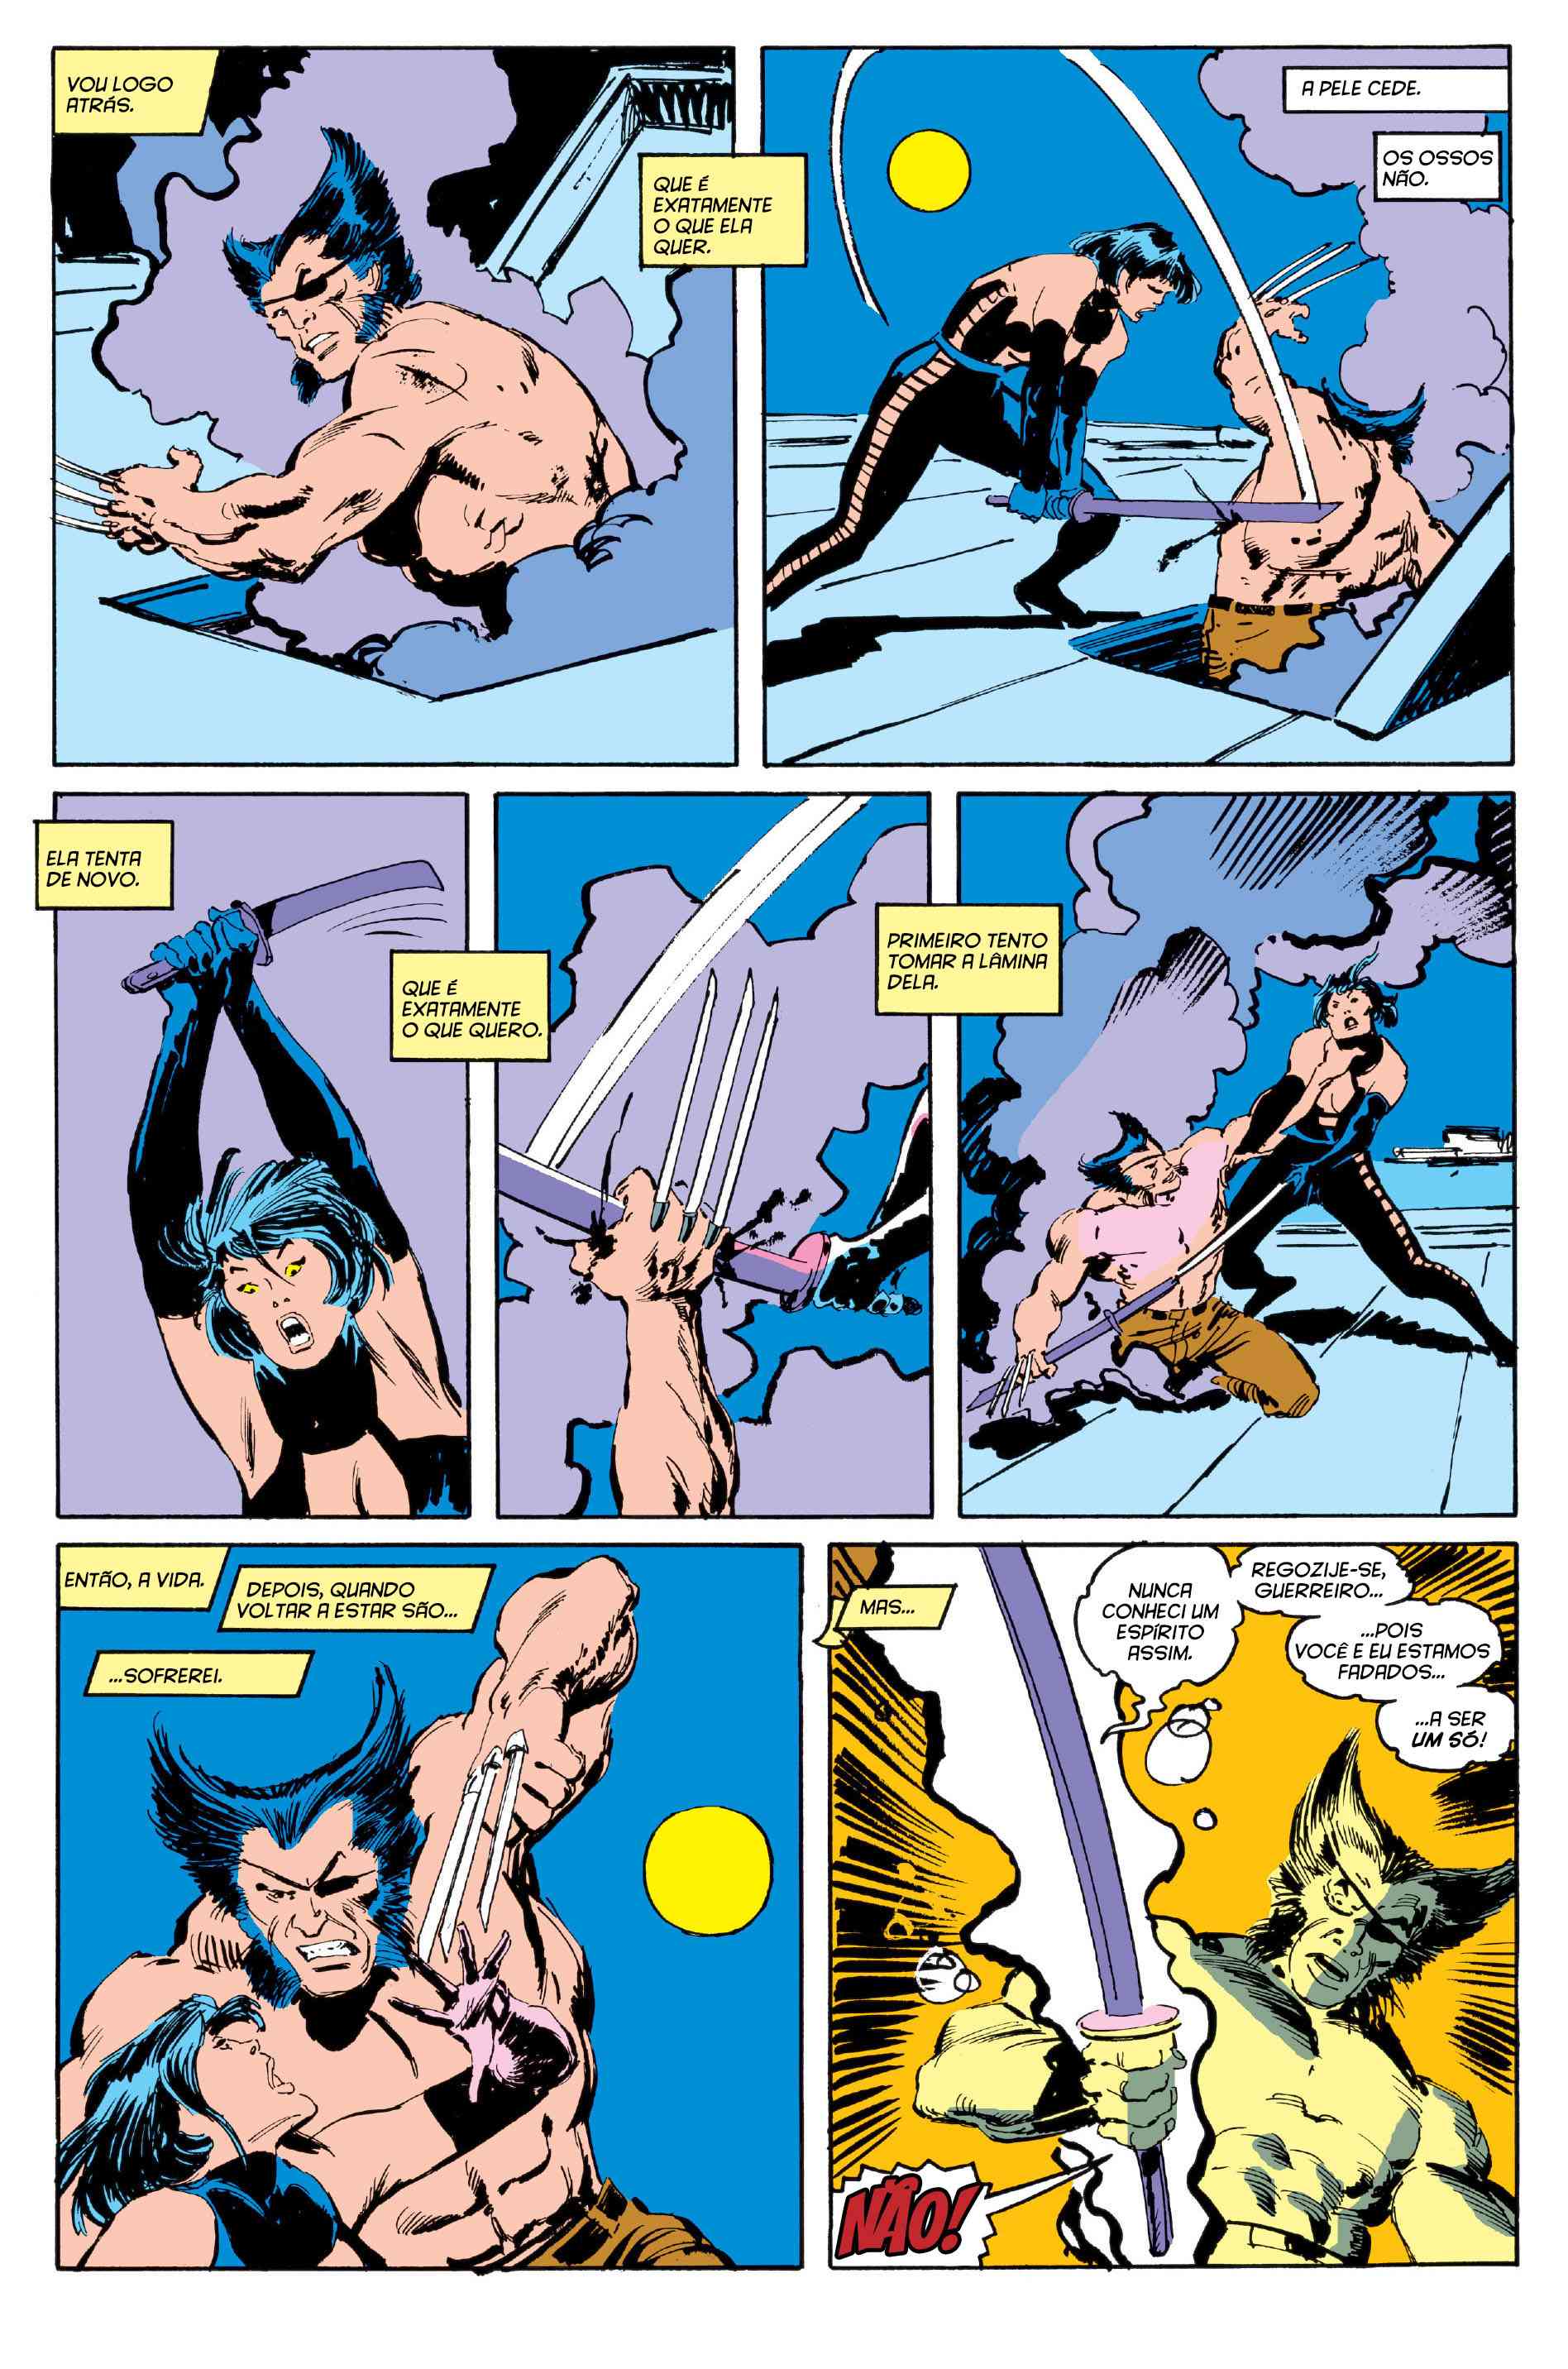 VOU LOGO
ATRÁS.
QUE É
EXATAMENTE
O QUE ELA
QUER.
A PELE CEDE.
OS OSSOS
NÃO.
ELA TENTA
DE NOVO.
QUE É
EXATAMENTE
O QUE QUERO.
PRIMEIRO TENTO
TOMAR A LÂMINA
DELA.
ENTÃO, A VIDA.
DEPOIS, QUANDO
VOLTAR A ESTAR SÃO...
...SOFREREI.
MAS...
NUNCA
CONHECI UM
ESPÍRITO
ASSIM.
REGOZIJE-SE,
GUERREIRO...
...POIS
VOCÊ E EU ESTAMOS
FADADOS...
...A SER
UM SÓ!
NÃO!